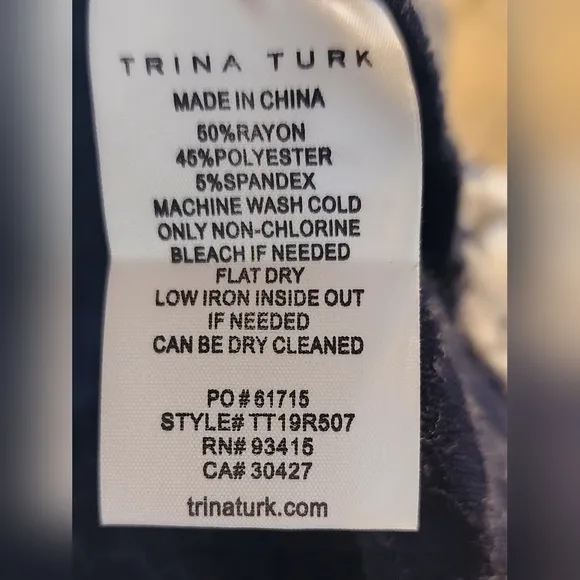 TRINA TURK
MADE IN CHINA
50%RAYON
45%POLYESTER
5%SPANDEX
MACHINE WASH COLD
ONLY NON-CHLORINE
BLEACH IF NEEDED
FLAT DRY
LOW IRON INSIDE OUT
IF NEEDED
CAN BE DRY CLEANED
PO#61715
STYLE# TT19R507
RN# 93415
CA# 30427
trinaturk.com